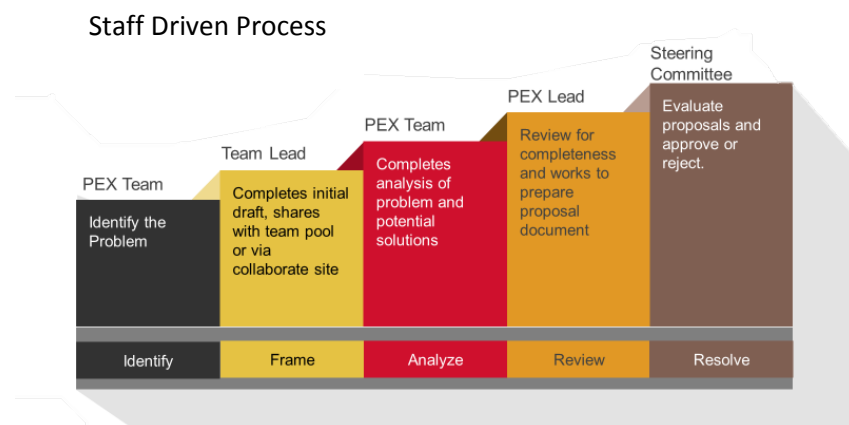 Staff Driven Process
PEX Team
Identify the
Problem
Team Lead
Completes initial
draft, shares
with team pool
or via
collaborate site
PEX Team
Completes
analysis of
problem and
potential
solutions
PEX Lead
Review for
completeness
and works to
prepare
proposal
document
Steering
Committee
Evaluate
proposals and
approve or
reject.
Identify
Frame
Analyze
Review
Resolve